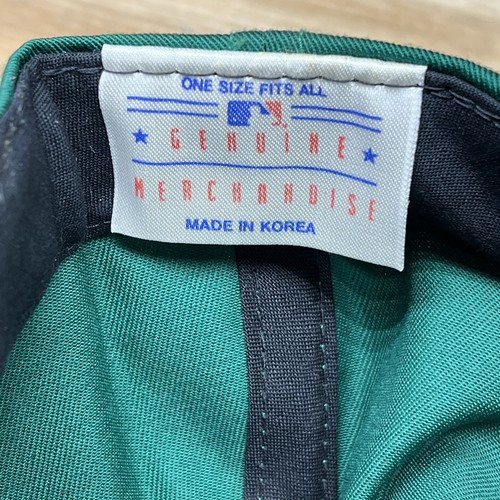 ONE SIZE FITS ALL
GENUINE
MERCHANDISE
MADE IN KOREA